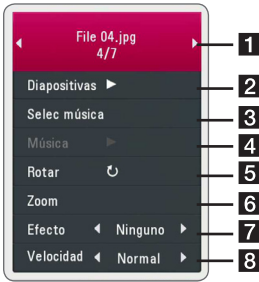 File 04.jpg
4/7
1
Diapositivas ▶ 2
Selec música 3
Música ▶ 4
Rotar ↻ 5
Zoom 6
Efecto ◀ Ninguno ▶ 7
Velocidad ◀ Normal ▶ 8